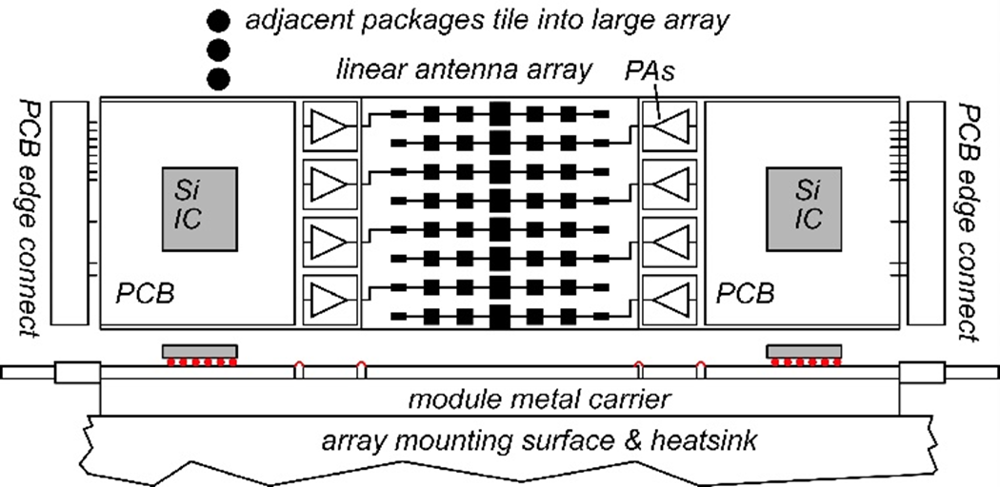 adjacent packages tile into large array
linear antenna array
PAs
PCB edge connect
Si
IC
PCB
Si
IC
PCB
PCB edge connect
module metal carrier
array mounting surface & heatsink